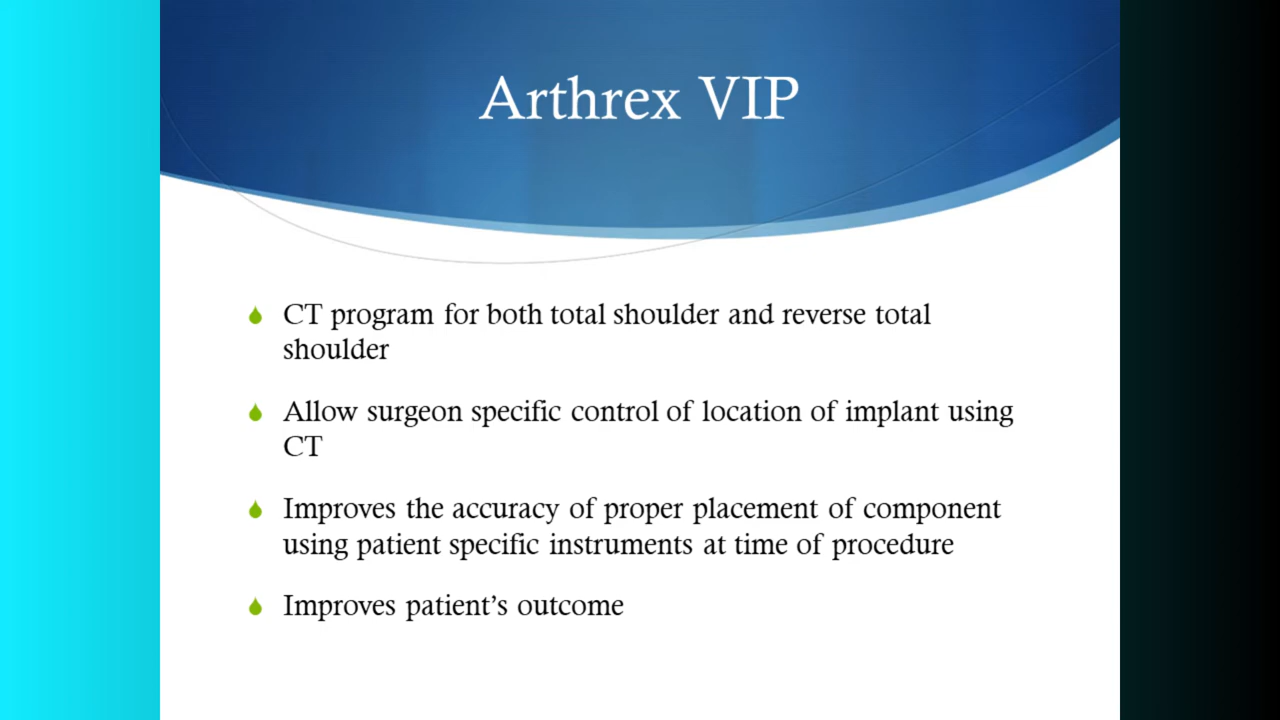 Arthrex VIP
CT program for both total shoulder and reverse total
shoulder
Allow surgeon specific control of location of implant using
CT
Improves the accuracy of proper placement of component
using patient specific instruments at time of procedure
Improves patient’s outcome